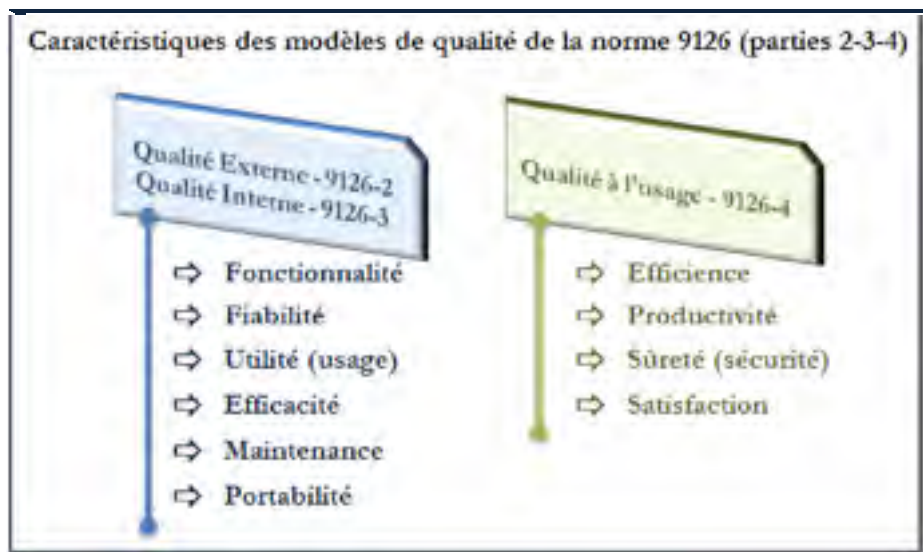 Caractéristiques des modèles de qualité de la norme 9126 (parties 2-3-4)
Qualité Externe - 9126-2
Qualité Interne - 9126-3
⇨ Fonctionnalité
⇨ Fiabilité
⇨ Utilité (usage)
⇨ Efficacité
⇨ Maintenance
⇨ Portabilité
Qualité à l'usage - 9126-4
⇨ Efficience
⇨ Productivité
⇨ Sûreté (sécurité)
⇨ Satisfaction